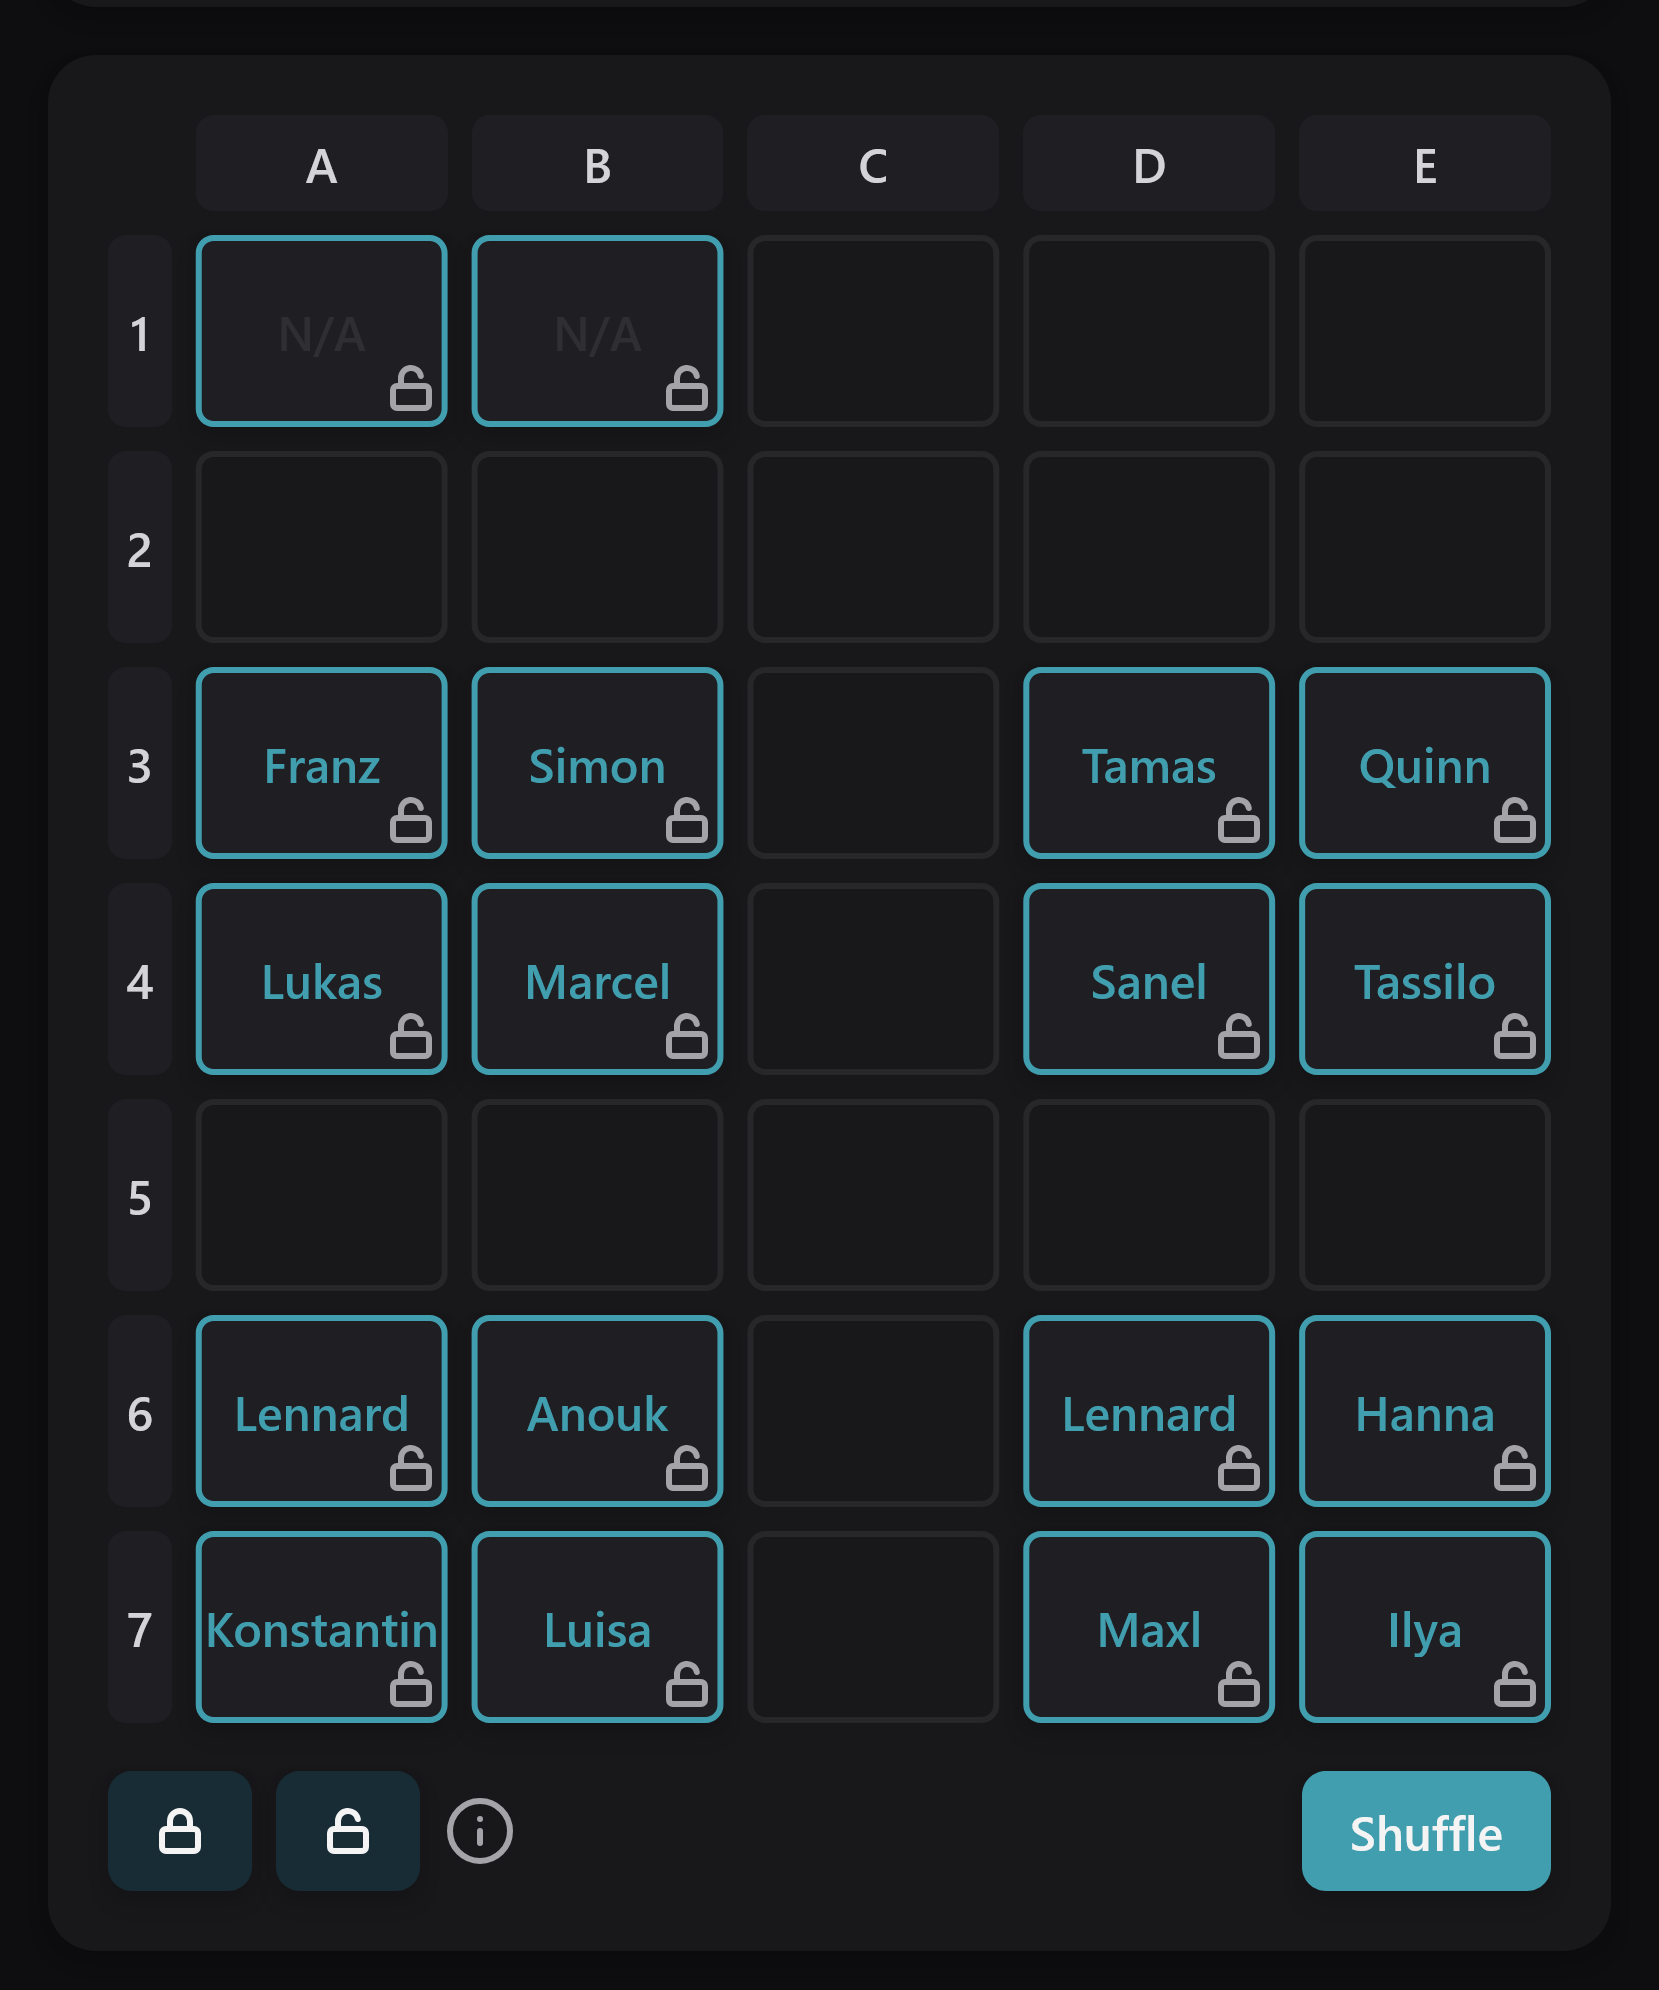 A B C D E
1 N/A N/A
2
3 Franz Simon Tamas Quinn
4 Lukas Marcel Sanel Tassilo
5
6 Lennard Anouk Lennard Hanna
7 Konstantin Luisa Maxl Ilya
Shuffle